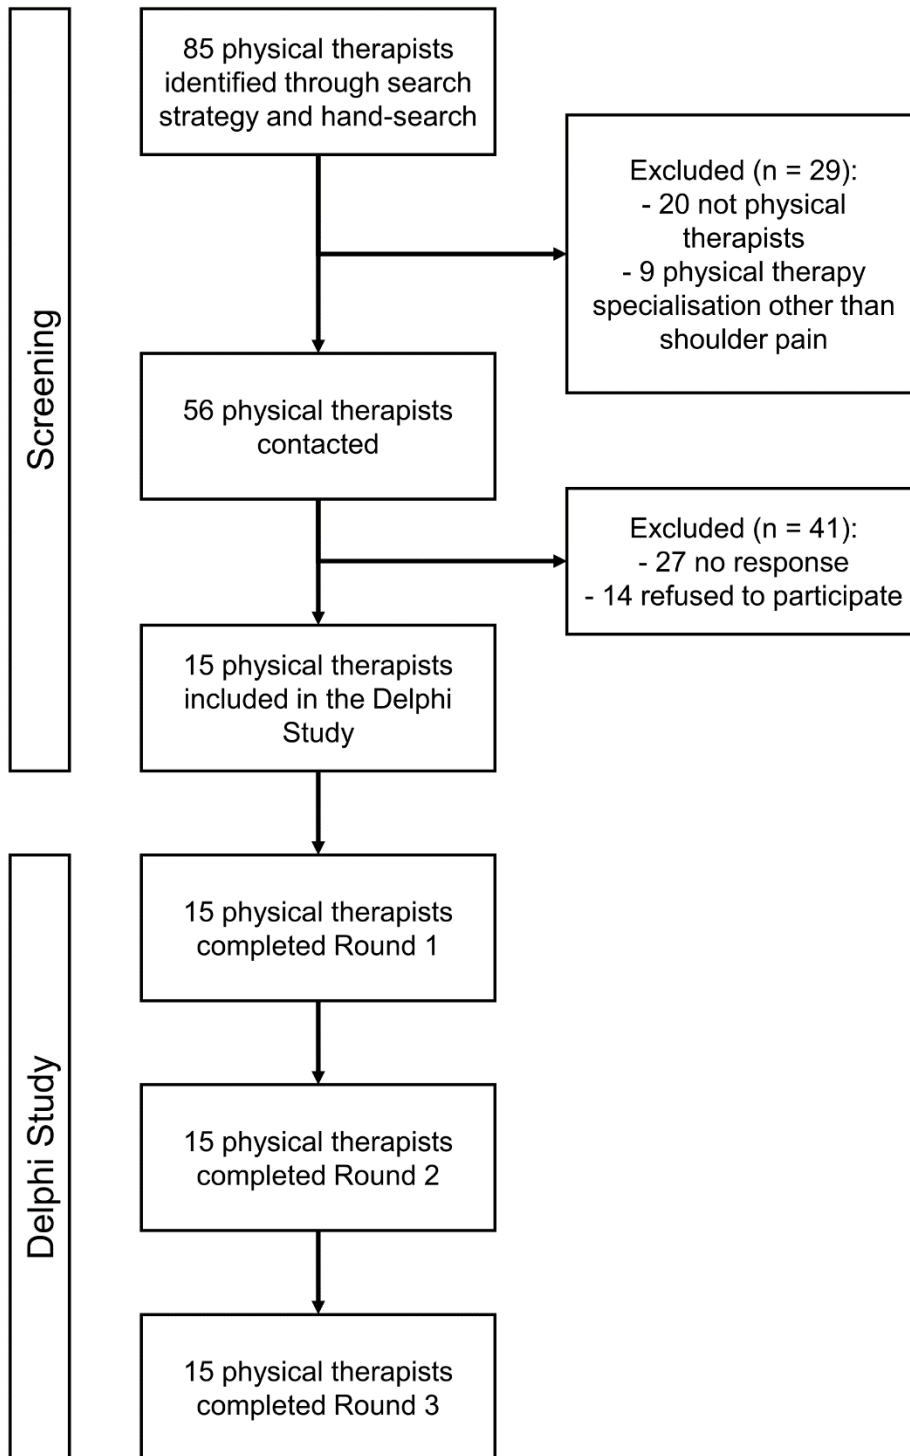 85 physical therapists
identified through search
strategy and hand-search
Excluded (n = 29):
- 20 not physical
therapists
- 9 physical therapy
specialisation other than
shoulder pain
Screening
56 physical therapists
contacted
Excluded (n = 41):
- 27 no response
- 14 refused to participate
15 physical therapists
included in the Delphi
Study
15 physical therapists
completed Round 1
Delphi Study
15 physical therapists
completed Round 2
15 physical therapists
completed Round 3